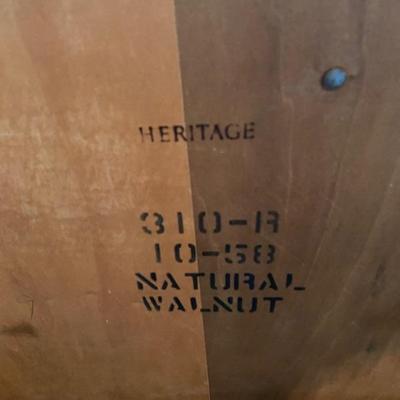 HERITAGE
310-R
10-58
NATURAL
WALNUT